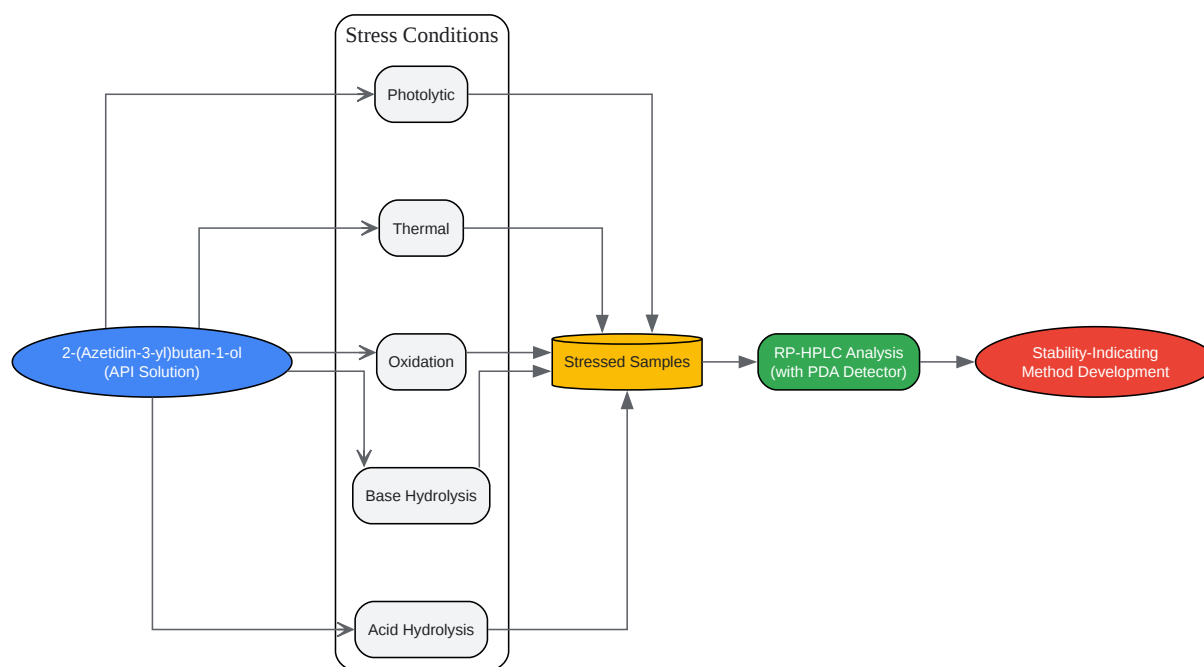 Stress Conditions
Photolytic
Thermal
2-(Azetidin-3-yl)butan-1-ol
(API Solution)
Oxidation
Stressed Samples
RP-HPLC Analysis
(with PDA Detector)
Stability-Indicating
Method Development
Base Hydrolysis
Acid Hydrolysis